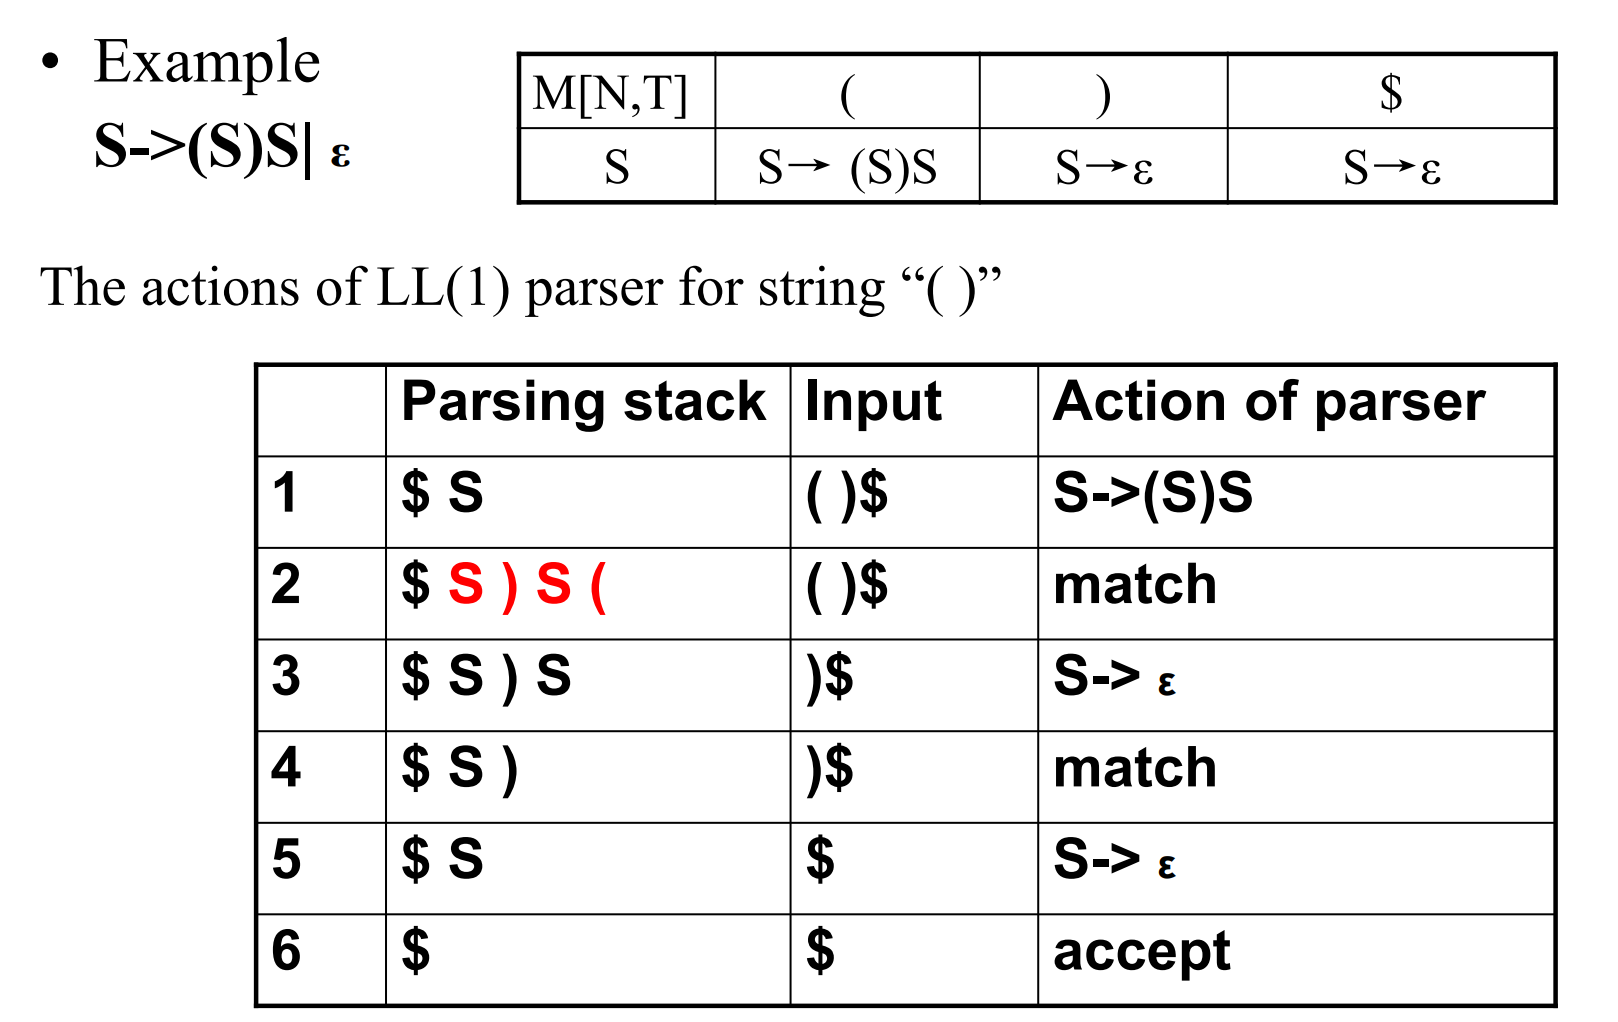 • Example
S->(S)S| ε
M[N,T] ( ) $
S S→ (S)S S→ε S→ε
The actions of LL(1) parser for string “( )”
Parsing stack Input Action of parser
1 $ S ( )$ S->(S)S
2 $ S ) S ( ( )$ match
3 $ S ) S )$ S-> ε
4 $ S ) )$ match
5 $ S $ S-> ε
6 $ $ accept